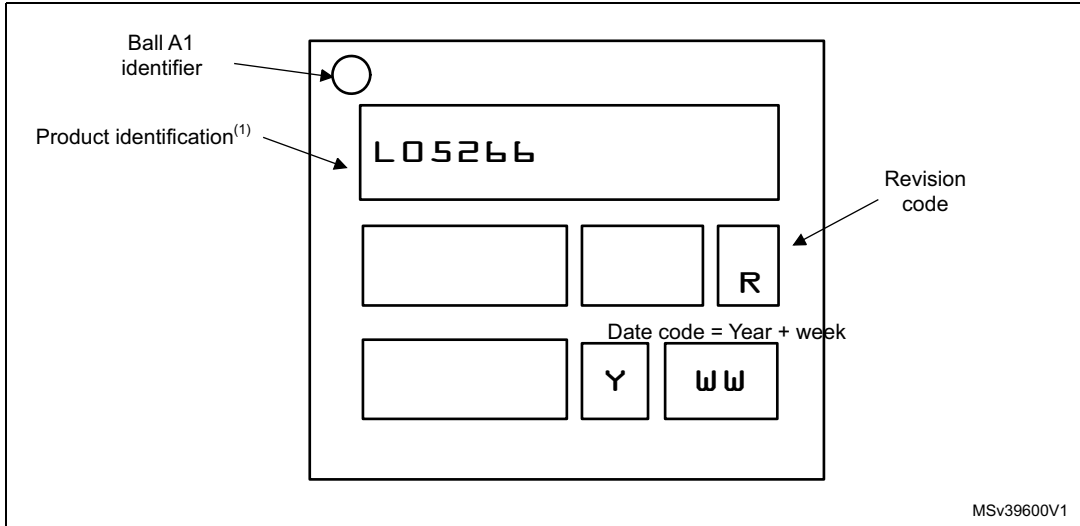 Ball A1
identifier
Product identification(1)
L05266
Revision
code
R
Date code = Year + week
Y
WW
MSv39600V1